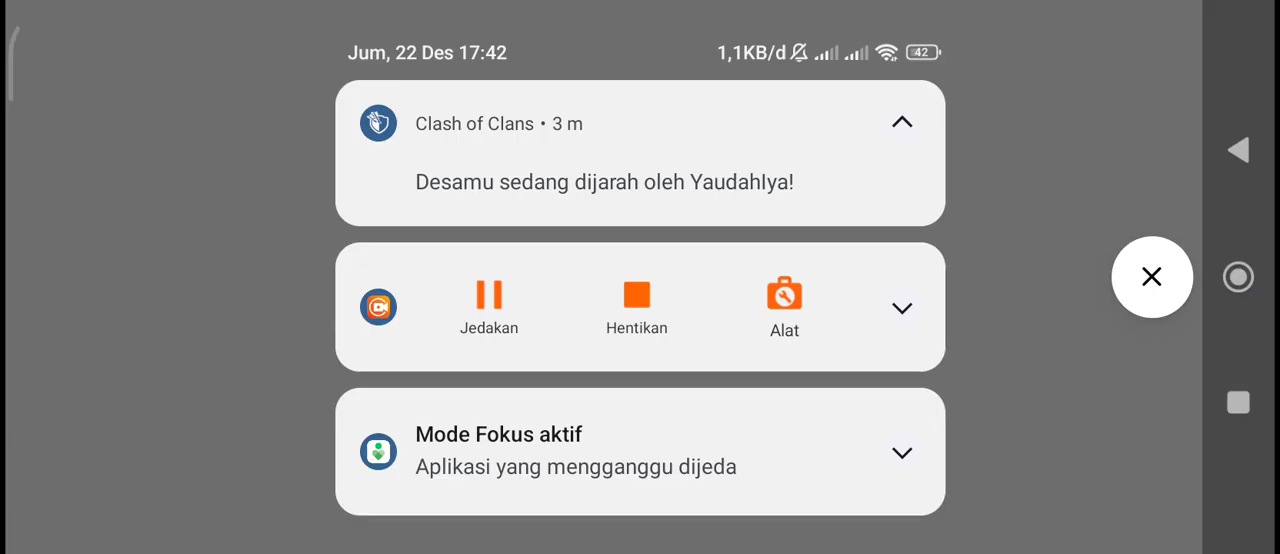 Jum, 22 Des 17:42 1,1KB/d 42
Clash of Clans • 3 m
Desamu sedang dijarah oleh YaudahIya!
Jedakan Hentikan Alat
Mode Fokus aktif
Aplikasi yang mengganggu dijeda